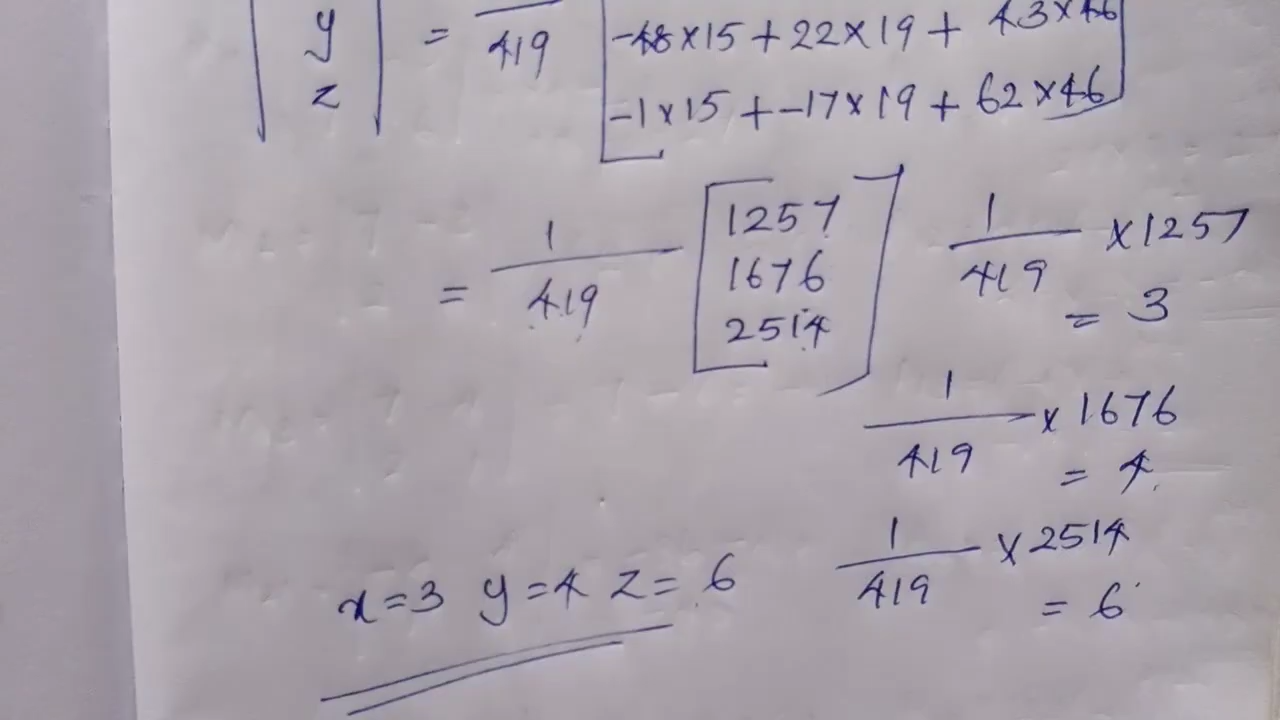 y = 1/419 [-48×15 + 22×19 + 43×46
z -1×15 + -17×19 + 62×46]
= 1/419 [1257
1676
2514]
1/419 ×1257
= 3
1/419 × 1676
= 4
1/419 × 2514
= 6
x=3 y=4 z=6